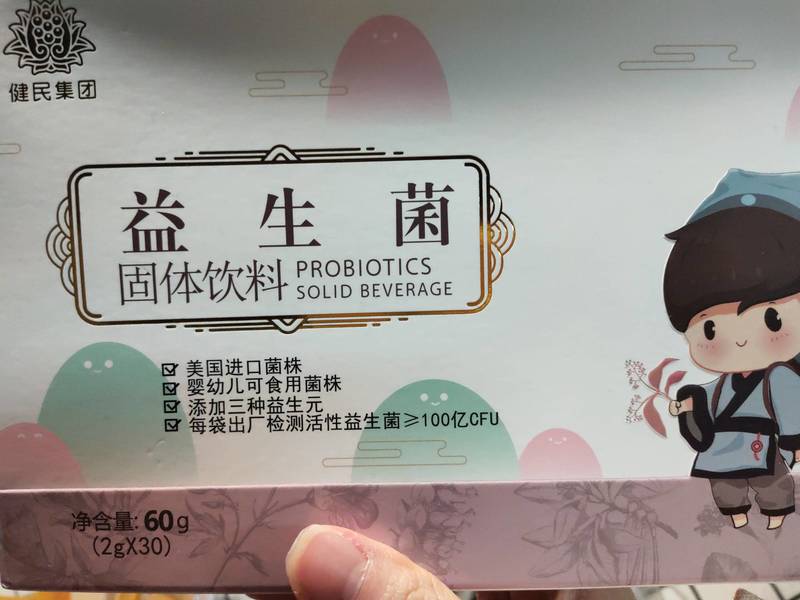 健民集团
益生菌
固体饮料 PROBIOTICS
SOLID BEVERAGE
美国进口菌株
婴幼儿可食用菌株
添加三种益生元
每袋出厂检测活性益生菌≥100亿CFU
净含量:60g
(2gX30)